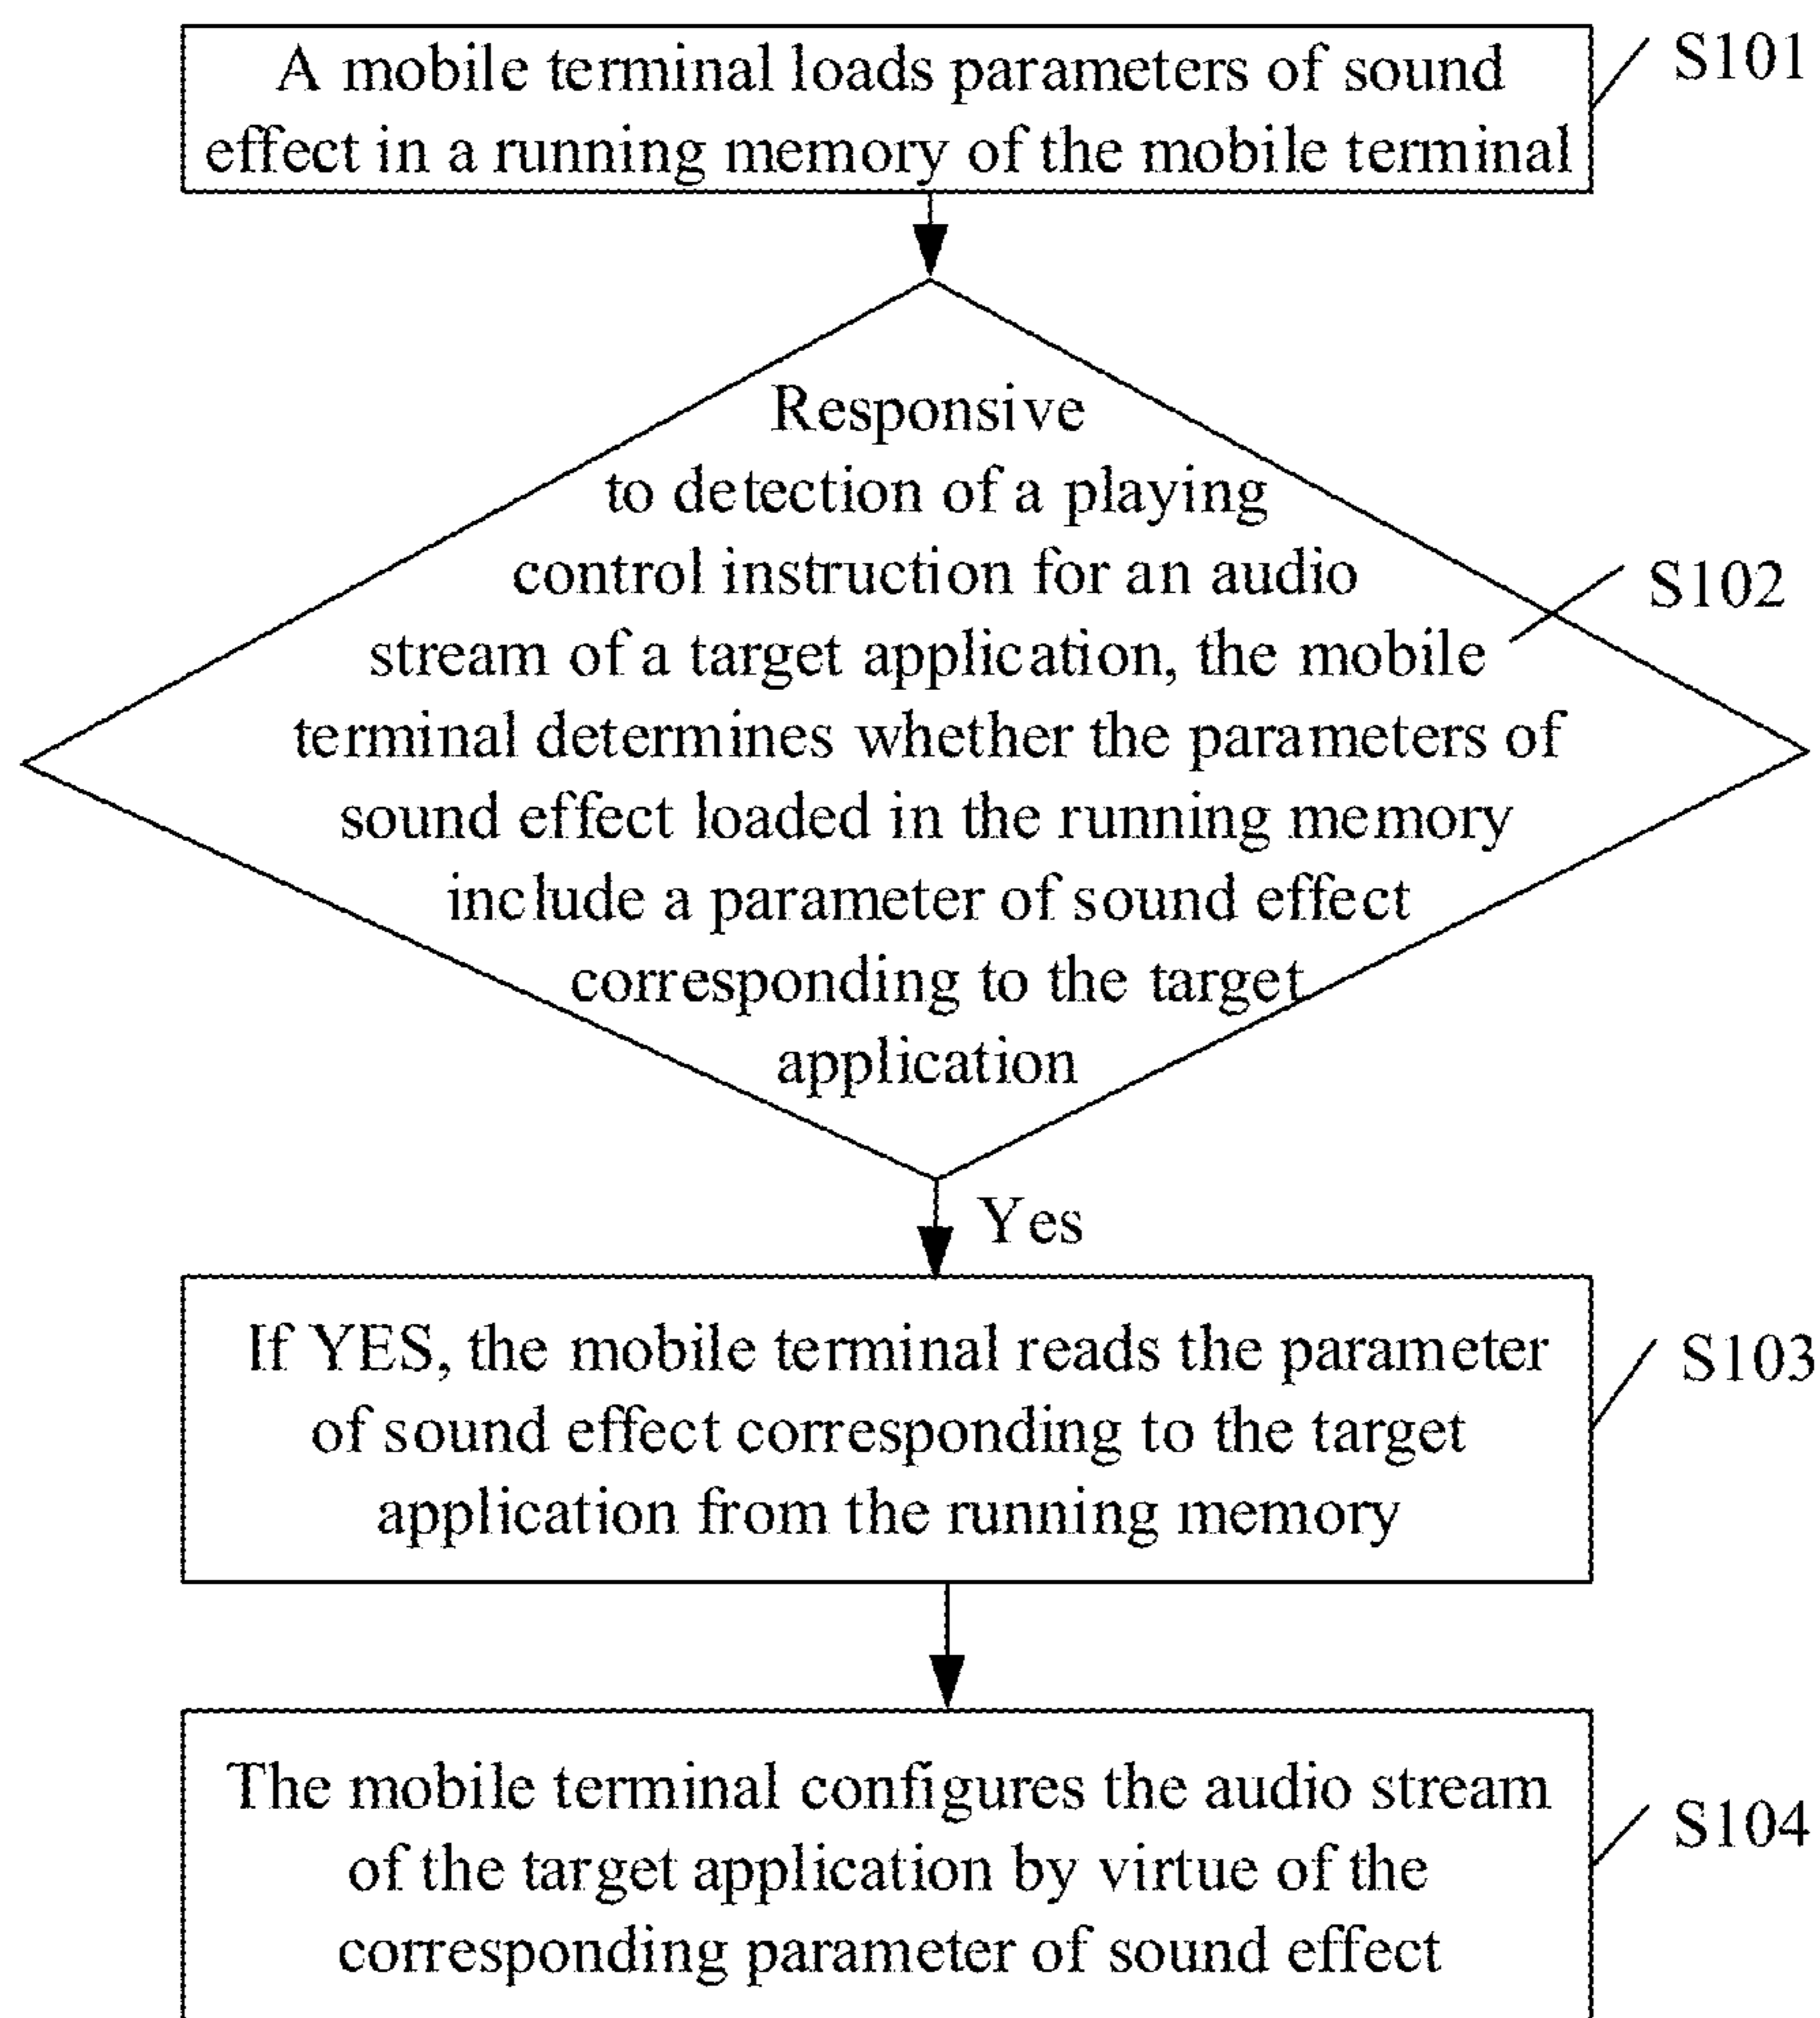 A mobile terminal loads parameters of sound
effect in a running memory of the mobile terminal
S101
Responsive
to detection of a playing
control instruction for an audio
stream of a target application, the mobile
terminal determines whether the parameters of
sound effect loaded in the running memory
include a parameter of sound effect
corresponding to the target
application
S102
Yes
If YES, the mobile terminal reads the parameter
of sound effect corresponding to the target
application from the running memory
S103
The mobile terminal configures the audio stream
of the target application by virtue of the
corresponding parameter of sound effect
S104